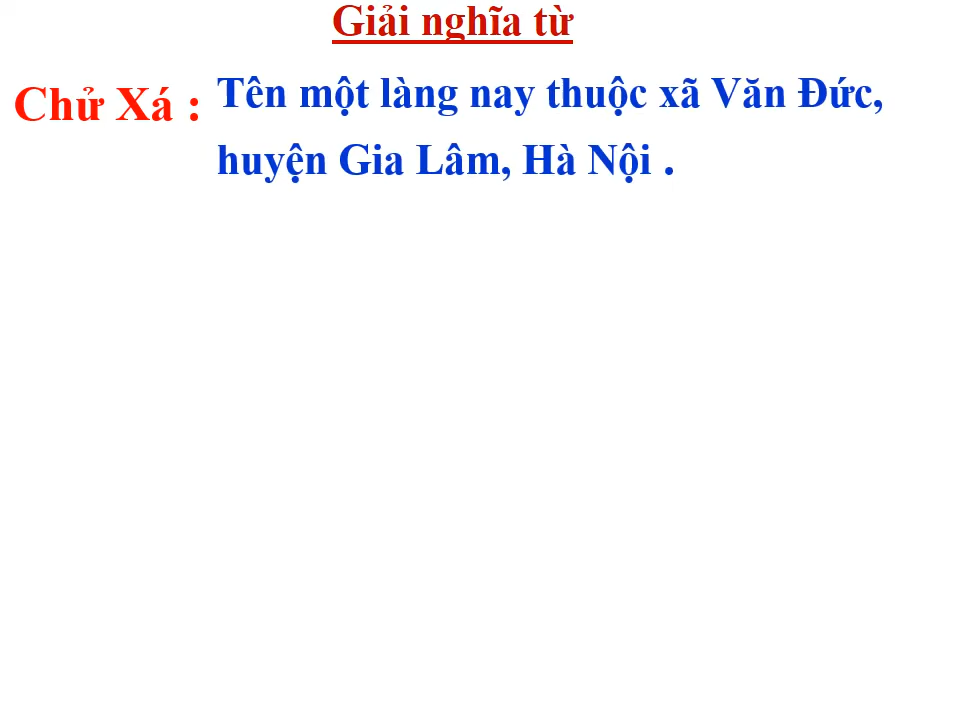 Giải nghĩa từ
Chử Xá : Tên một làng nay thuộc xã Văn Đức,
huyện Gia Lâm, Hà Nội .